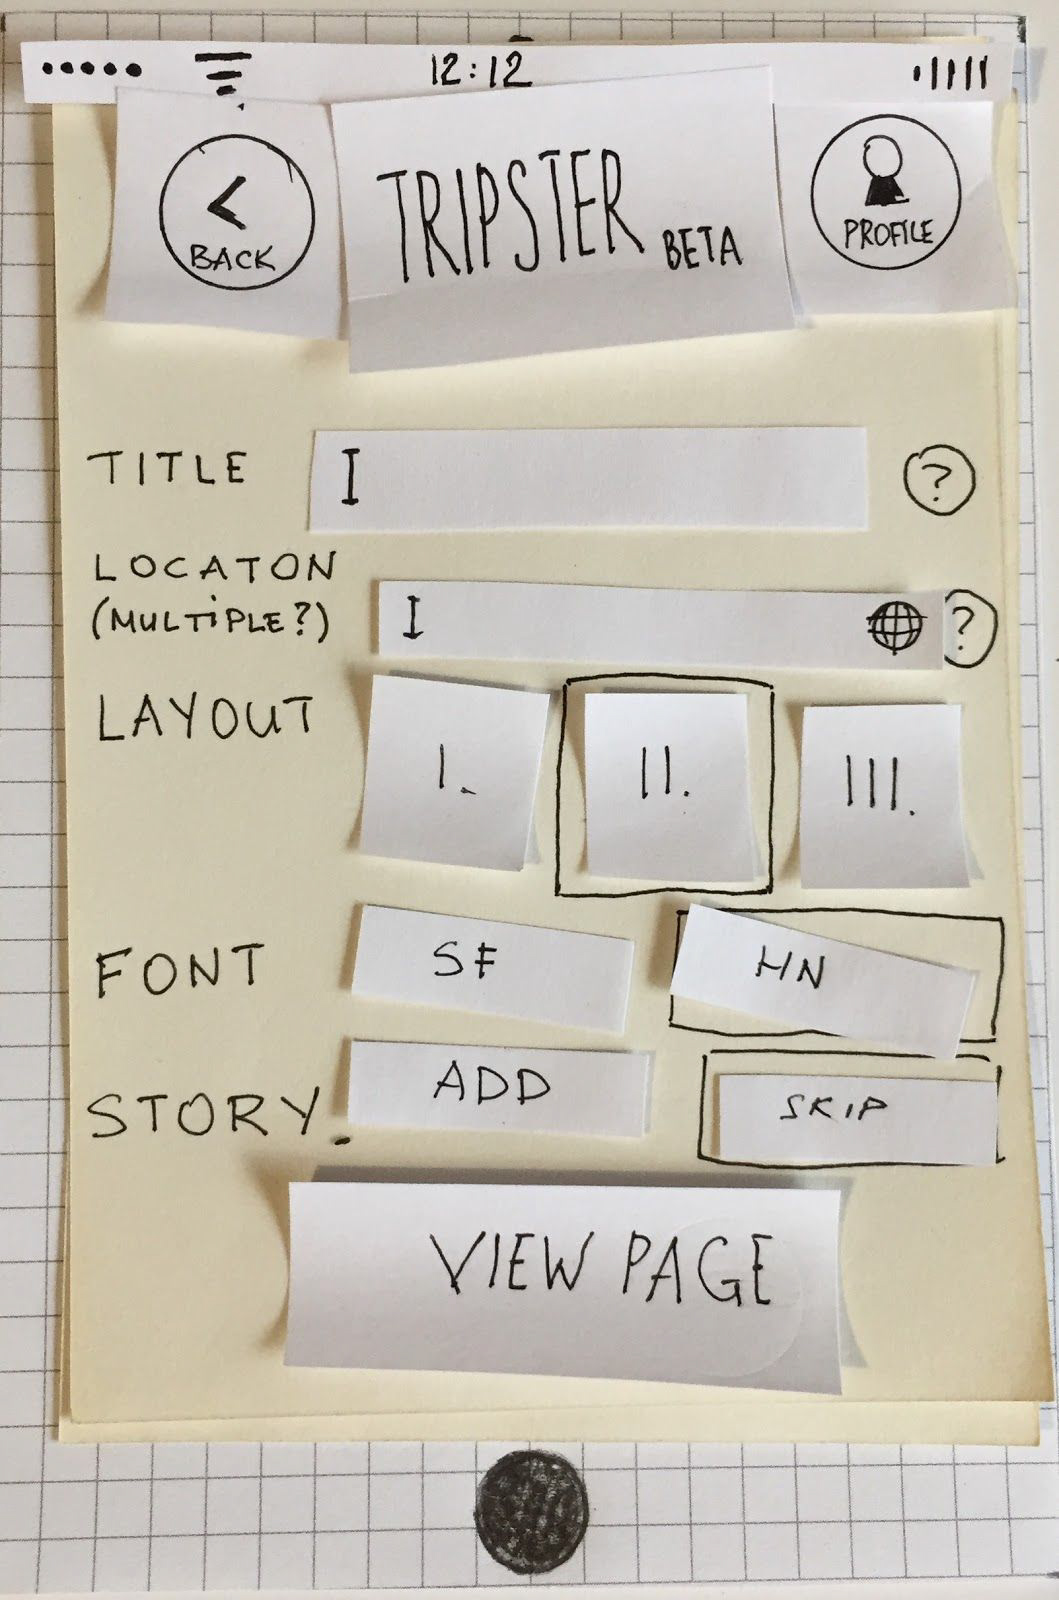 12:12
< BACK
TRIPSTER BETA
PROFILE
TITLE I ?
LOCATON
(MULTIPLE?) I ?
LAYOUT I. II. III.
FONT SF HN
STORY. ADD SKIP
VIEW PAGE